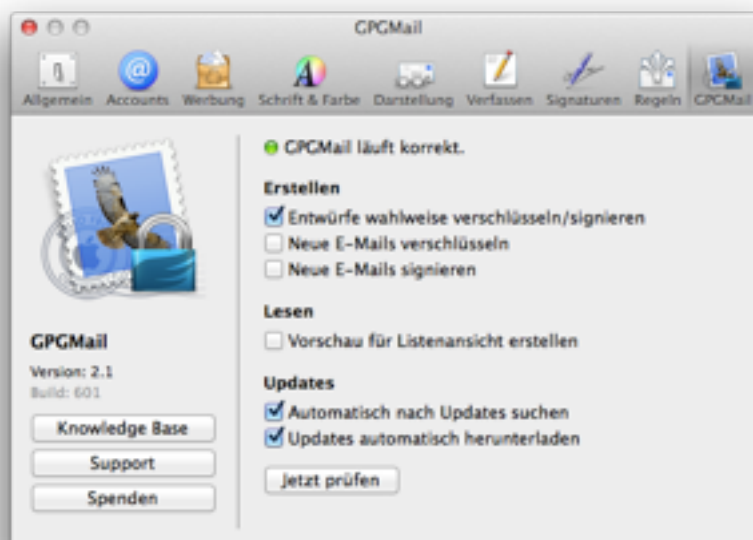 GPGMail
Allgemein Accounts Werbung Schrift & Farbe Darstellung Verfassen Signaturen Regeln GPGMail
GPGMail läuft korrekt.
Erstellen
Entwürfe wahlweise verschlüsseln/signieren
Neue E-Mails verschlüsseln
Neue E-Mails signieren
Lesen
Vorschau für Listenansicht erstellen
Updates
Automatisch nach Updates suchen
Updates automatisch herunterladen
Jetzt prüfen
GPGMail
Version: 2.1
Build: 601
Knowledge Base
Support
Spenden